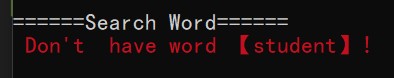 ======Search Word======
Don't  have word 【student】!